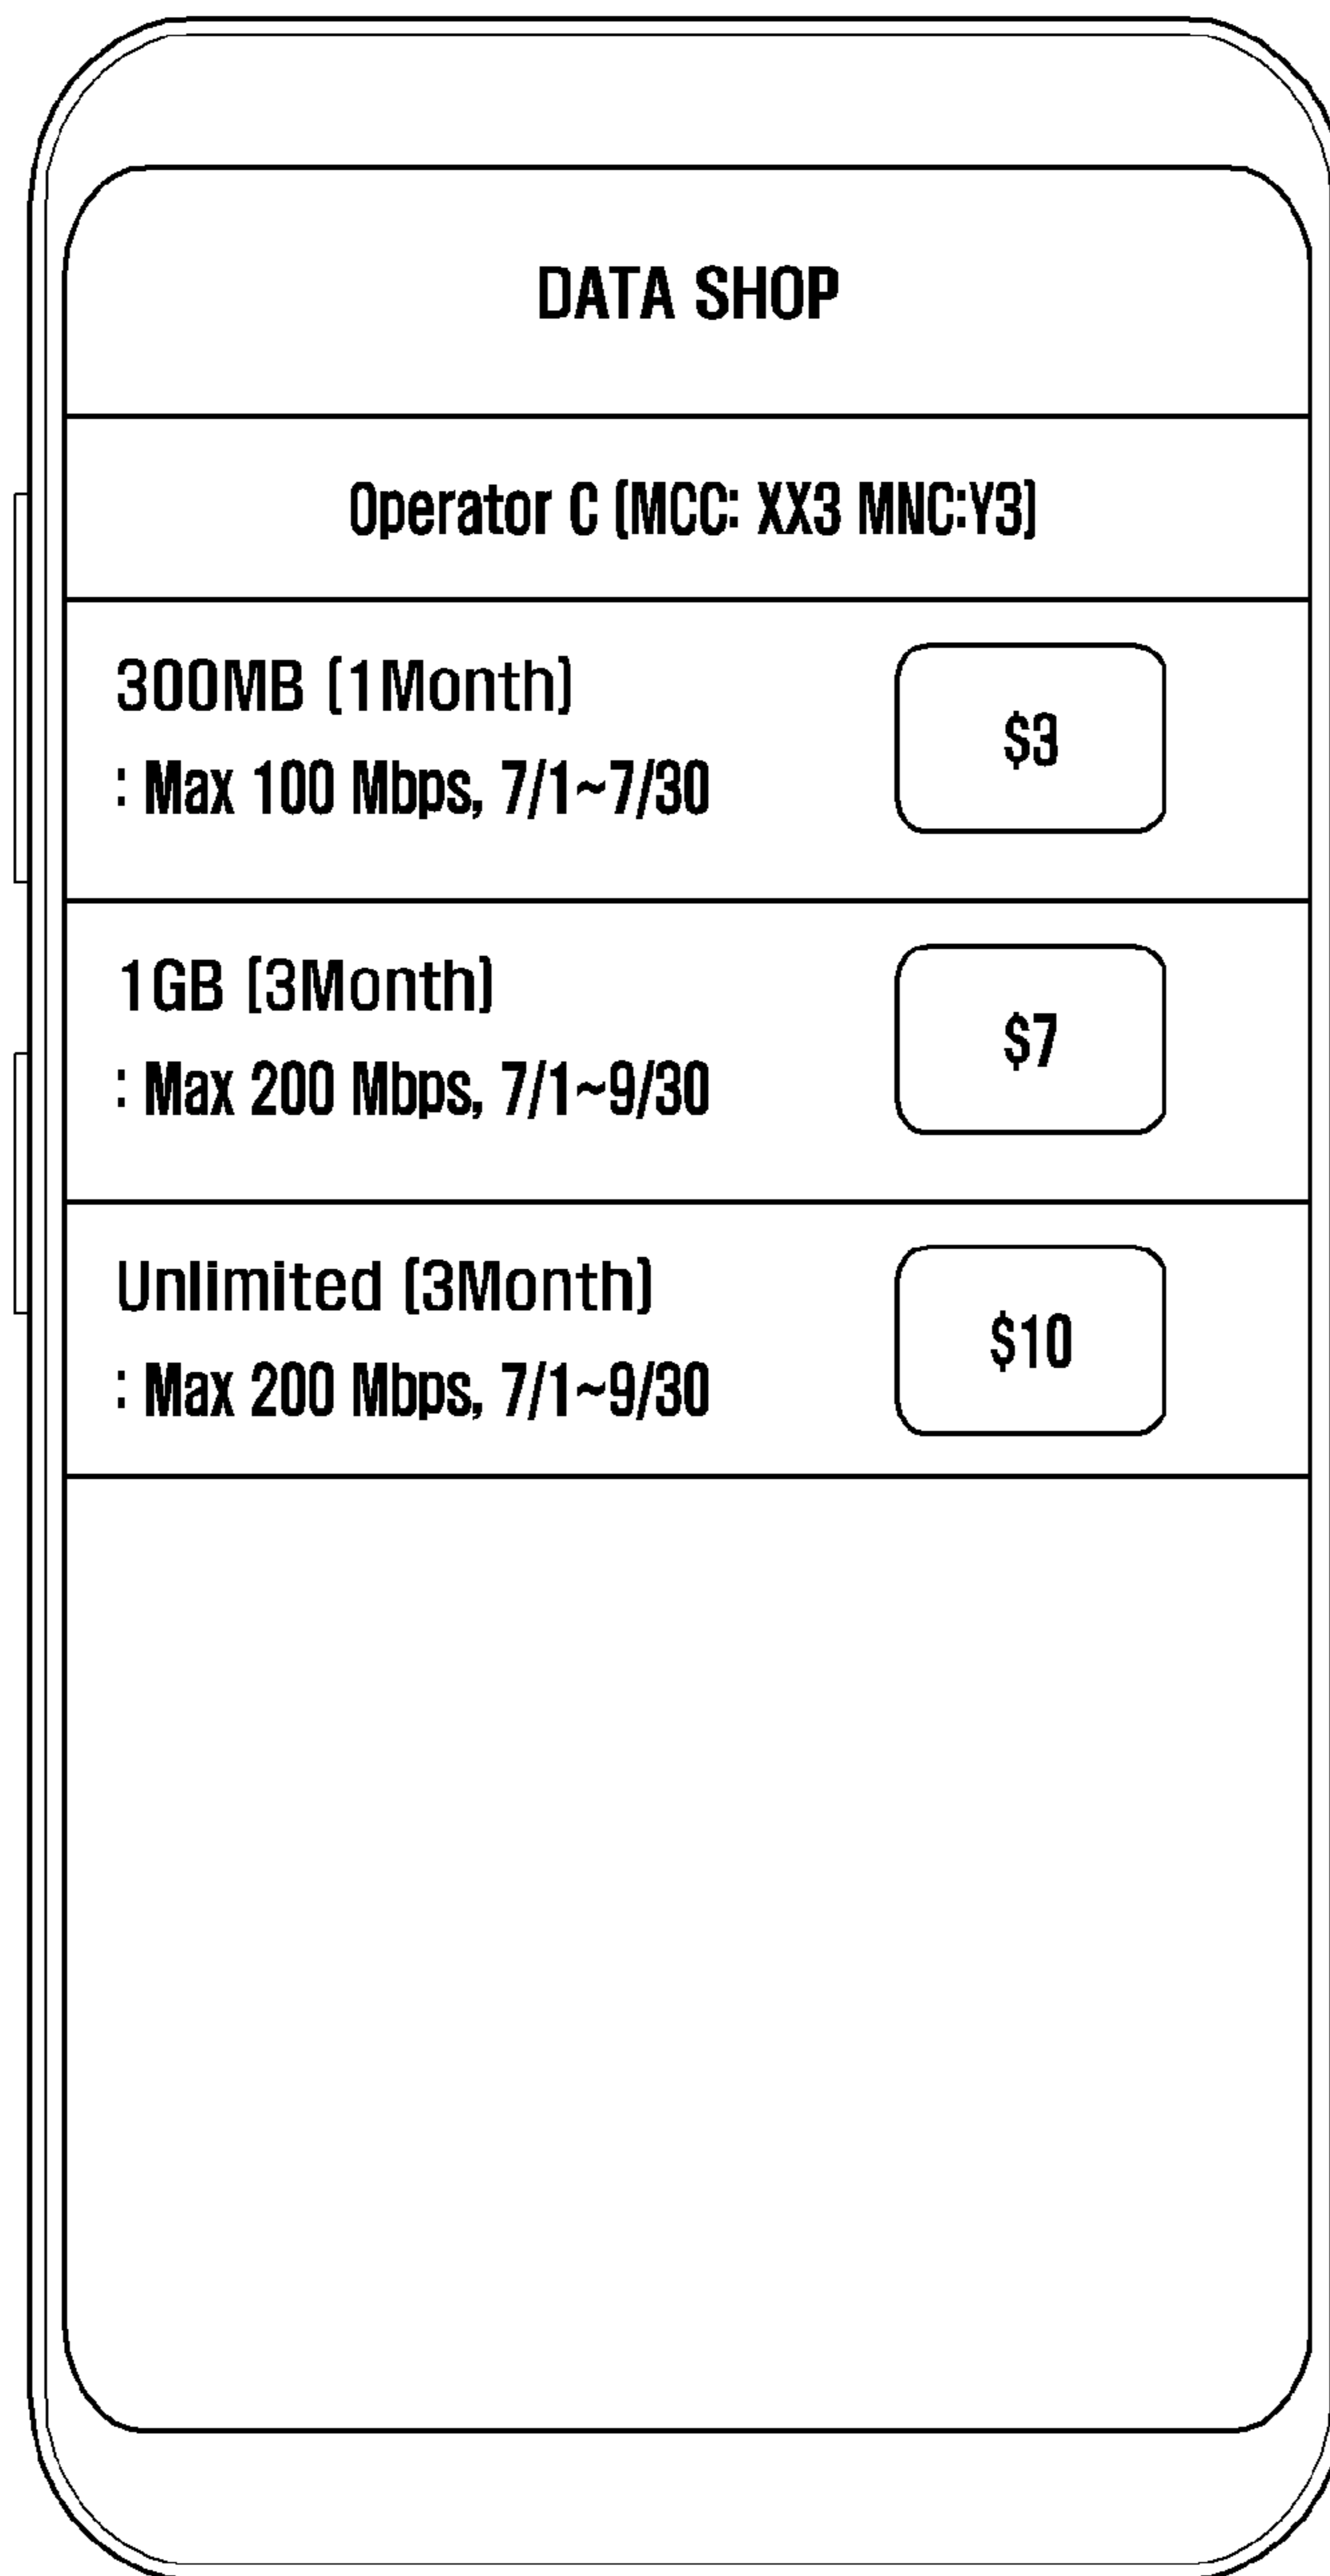 DATA SHOP
Operator C (MCC: XX3 MNC:Y3)
300MB (1Month)
: Max 100 Mbps, 7/1~7/30
$3
1GB (3Month)
: Max 200 Mbps, 7/1~9/30
$7
Unlimited (3Month)
: Max 200 Mbps, 7/1~9/30
$10